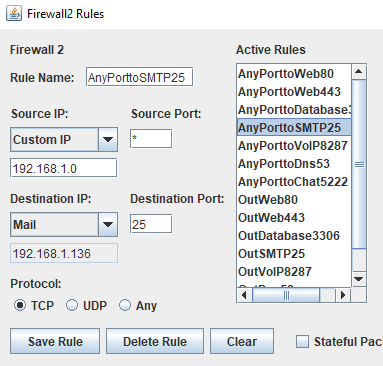 Firewall2 Rules
Firewall 2
Rule Name: AnyPorttoSMTP25
Source IP: Source Port:
Custom IP *
192.168.1.0
Destination IP: Destination Port:
Mail 25
192.168.1.136
Protocol:
TCP UDP Any
Save Rule Delete Rule Clear Stateful Pac
Active Rules
AnyPorttoWeb80
AnyPorttoWeb443
AnyPorttoDatabase3
AnyPorttoSMTP25
AnyPorttoVoIP8287
AnyPorttoDns53
AnyPorttoChat5222
OutWeb80
OutWeb443
OutDatabase3306
OutSMTP25
OutVoIP8287